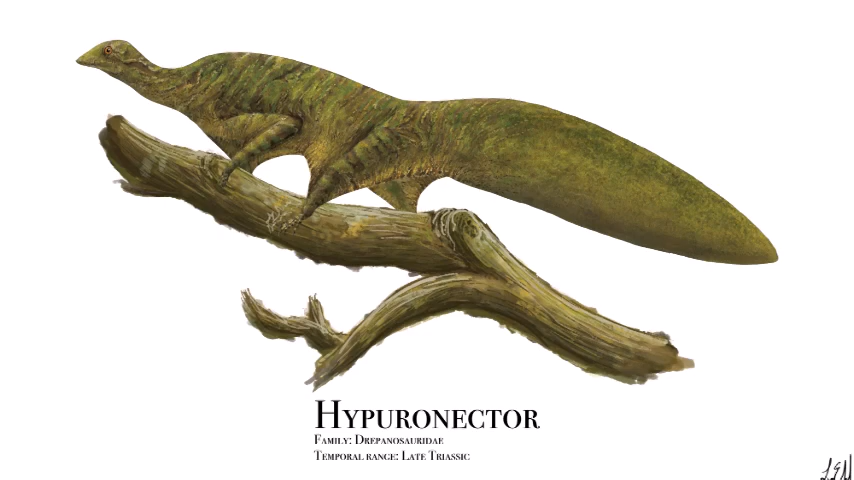 Hypuronector
Family: Drepanosauridae
Temporal range: Late Triassic